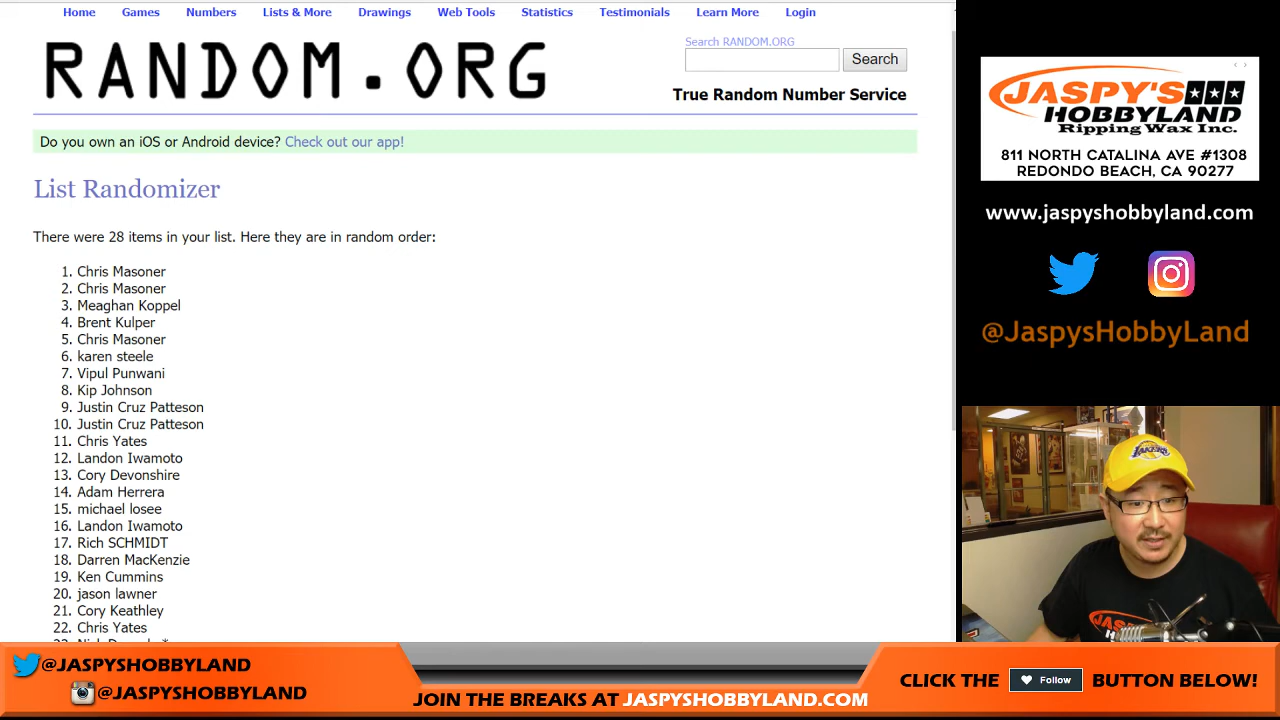 Home Games Numbers Lists & More Drawings Web Tools Statistics Testimonials Learn More Login
RANDOM.ORG
Search RANDOM.ORG
Search
True Random Number Service
Do you own an iOS or Android device? Check out our app!
List Randomizer
There were 28 items in your list. Here they are in random order:
1. Chris Masoner
2. Chris Masoner
3. Meaghan Koppel
4. Brent Kulper
5. Chris Masoner
6. karen steele
7. Vipul Punwani
8. Kip Johnson
9. Justin Cruz Patteson
10. Justin Cruz Patteson
11. Chris Yates
12. Landon Iwamoto
13. Cory Devonshire
14. Adam Herrera
15. michael losee
16. Landon Iwamoto
17. Rich SCHMIDT
18. Darren MacKenzie
19. Ken Cummins
20. jason lawner
21. Cory Keathley
22. Chris Yates
JASPY'S
HOBBYLAND
Ripping Wax Inc.
811 NORTH CATALINA AVE #1308
REDONDO BEACH, CA 90277
www.jaspyshobbyland.com
@JaspysHobbyLand
LAKERS
@JASPYSHOBBYLAND
@JASPYSHOBBYLAND
JOIN THE BREAKS AT JASPYSHOBBYLAND.COM
CLICK THE Follow BUTTON BELOW!